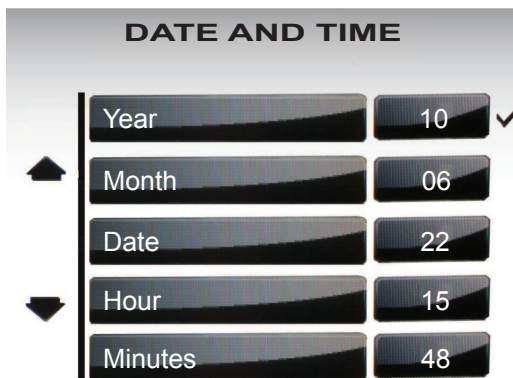 DATE AND TIME
Year 10
Month 06
Date 22
Hour 15
Minutes 48